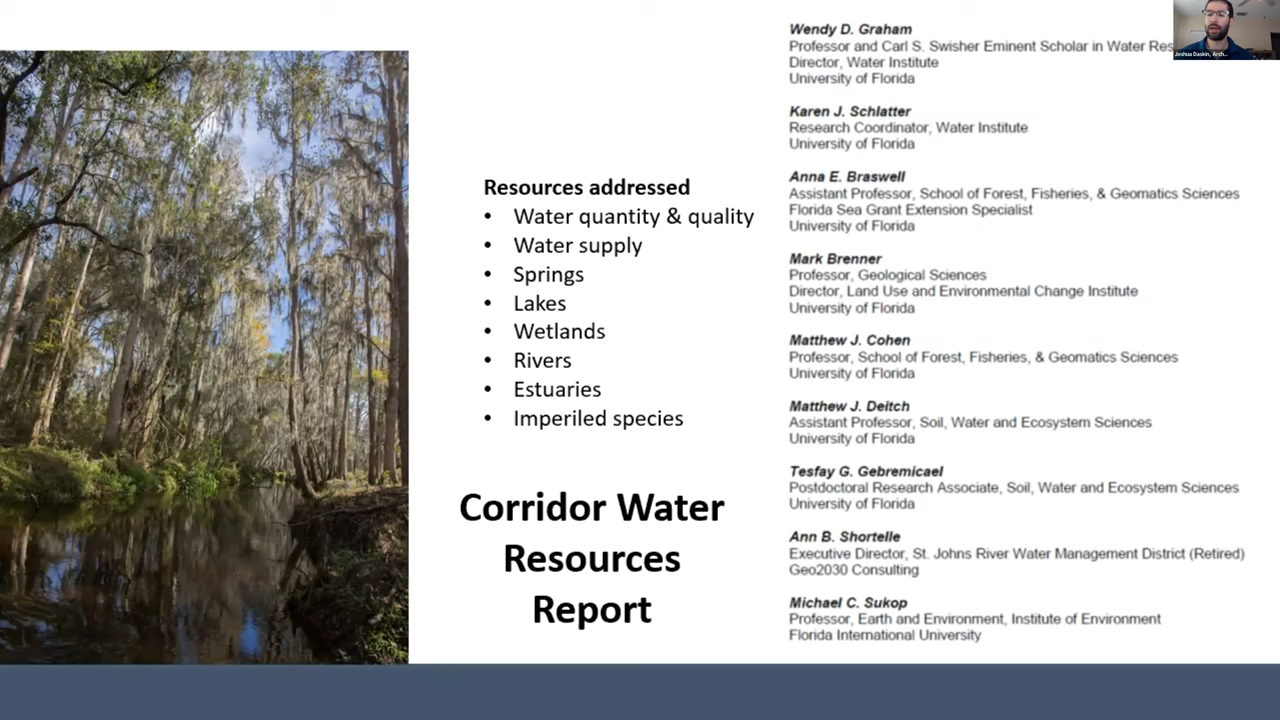 Resources addressed
• Water quantity & quality
• Water supply
• Springs
• Lakes
• Wetlands
• Rivers
• Estuaries
• Imperiled species
Corridor Water
Resources
Report
Wendy D. Graham
Professor and Carl S. Swisher Eminent Scholar in Water
Director, Water Institute
University of Florida
Karen J. Schlatter
Research Coordinator, Water Institute
University of Florida
Anna E. Braswell
Assistant Professor, School of Forest, Fisheries, & Geomatics Sciences
Florida Sea Grant Extension Specialist
University of Florida
Mark Brenner
Professor, Geological Sciences
Director, Land Use and Environmental Change Institute
University of Florida
Matthew J. Cohen
Professor, School of Forest, Fisheries, & Geomatics Sciences
University of Florida
Matthew J. Deitch
Assistant Professor, Soil, Water and Ecosystem Sciences
University of Florida
Tesfay G. Gebremicael
Postdoctoral Research Associate, Soil, Water and Ecosystem Sciences
University of Florida
Ann B. Shortelle
Executive Director, St. Johns River Water Management District (Retired)
Geo2030 Consulting
Michael C. Sukop
Professor, Earth and Environment, Institute of Environment
Florida International University
Joshua Daskin, Arch...